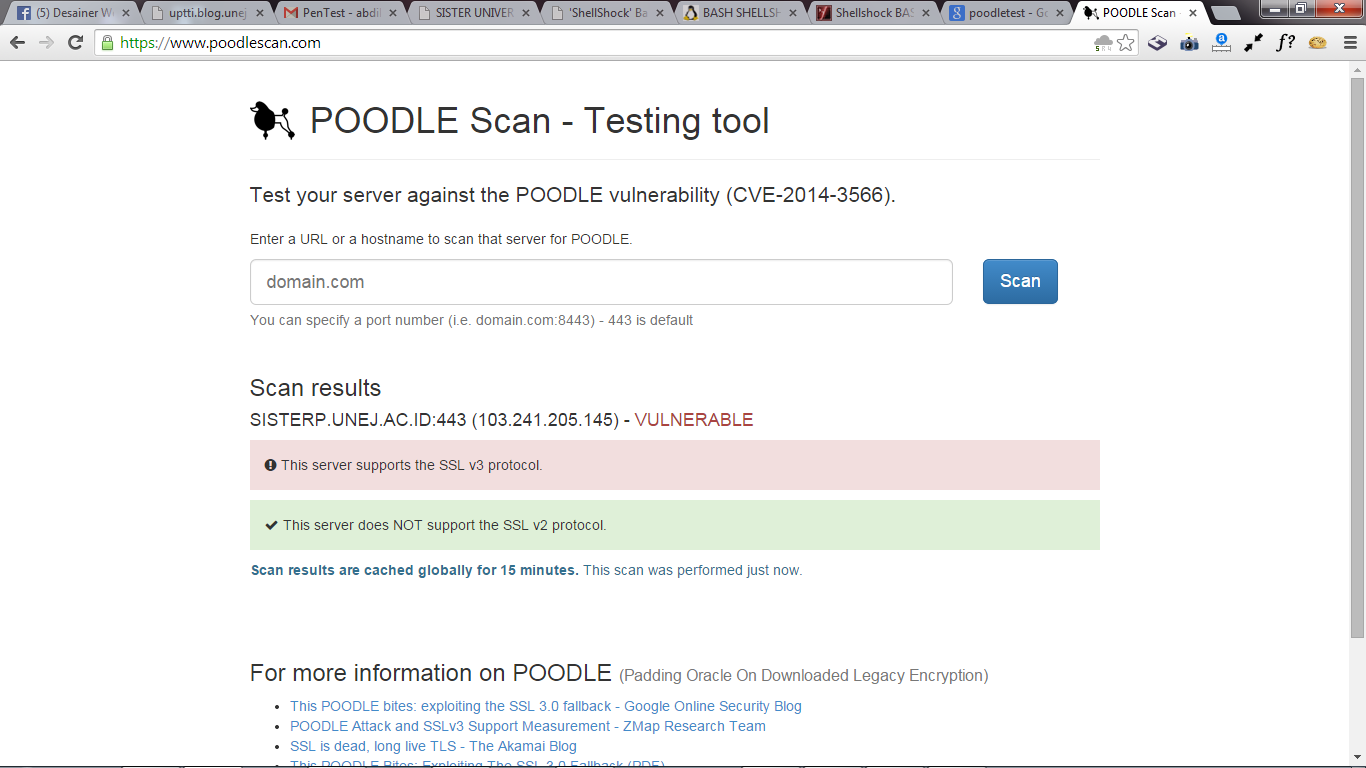 (5) Desainer W
uptti.blog.unej
PenTest - abdil
SISTER UNIVER
'ShellShock' Ba
BASH SHELLSH
Shellshock BAS
poodletest - Go
POODLE Scan -
https://www.poodlescan.com
f?
POODLE Scan - Testing tool
Test your server against the POODLE vulnerability (CVE-2014-3566).
Enter a URL or a hostname to scan that server for POODLE.
domain.com
Scan
You can specify a port number (i.e. domain.com:8443) - 443 is default
Scan results
SISTERP.UNEJ.AC.ID:443 (103.241.205.145) - VULNERABLE
This server supports the SSL v3 protocol.
This server does NOT support the SSL v2 protocol.
Scan results are cached globally for 15 minutes. This scan was performed just now.
For more information on POODLE (Padding Oracle On Downloaded Legacy Encryption)
This POODLE bites: exploiting the SSL 3.0 fallback - Google Online Security Blog
POODLE Attack and SSLv3 Support Measurement - ZMap Research Team
SSL is dead, long live TLS - The Akamai Blog
This POODLE Bites: Exploiting The SSL 3.0 Fallback (PDF)